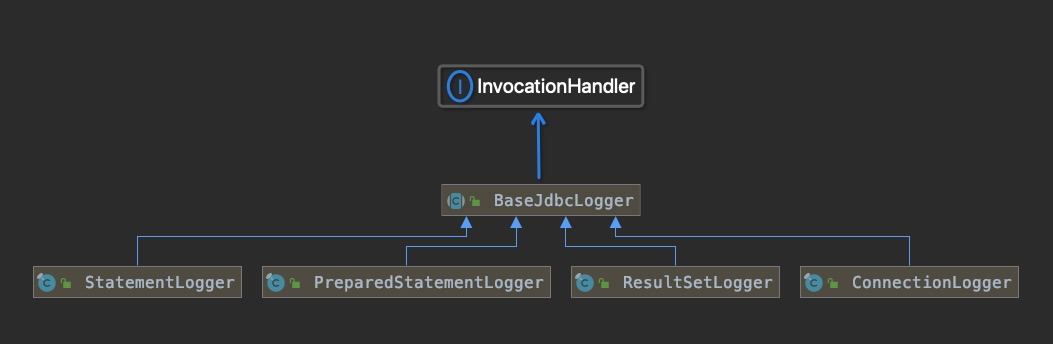 InvocationHandler
BaseJdbcLogger
StatementLogger
PreparedStatementLogger
ResultSetLogger
ConnectionLogger